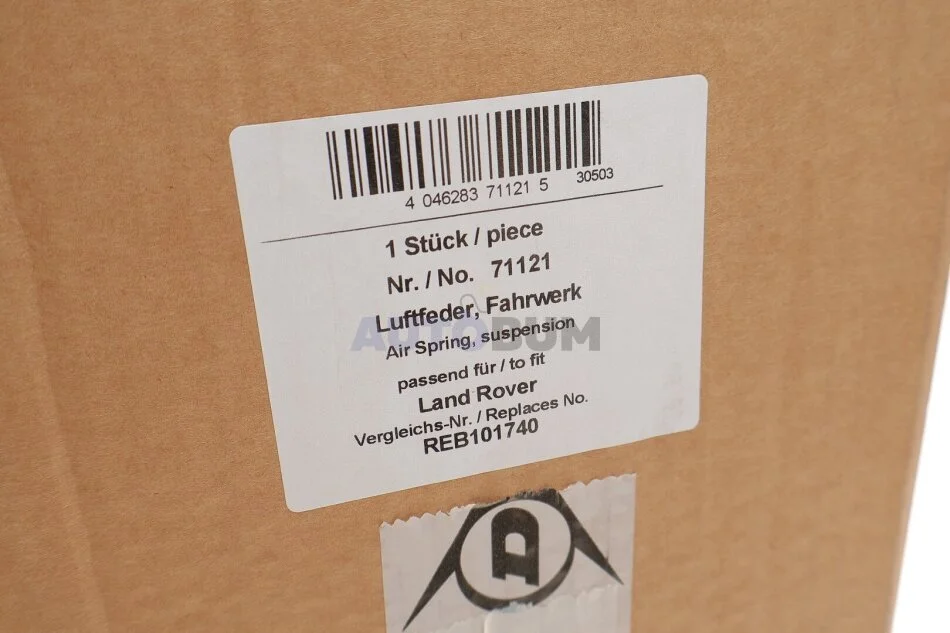 4 046283 71121 5 30503
1 Stück / piece
Nr. / No. 71121
Luftfeder, Fahrwerk
AUTOBUM
Air Spring, suspension
passend für / to fit
Land Rover
Vergleichs-Nr. / Replaces No.
REB101740
A